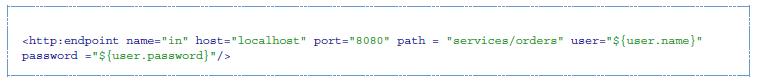 <http:endpoint name="in" host="localhost" port="8080" path = "services/orders" user="${user.name}"
password ="${user.password}"/>